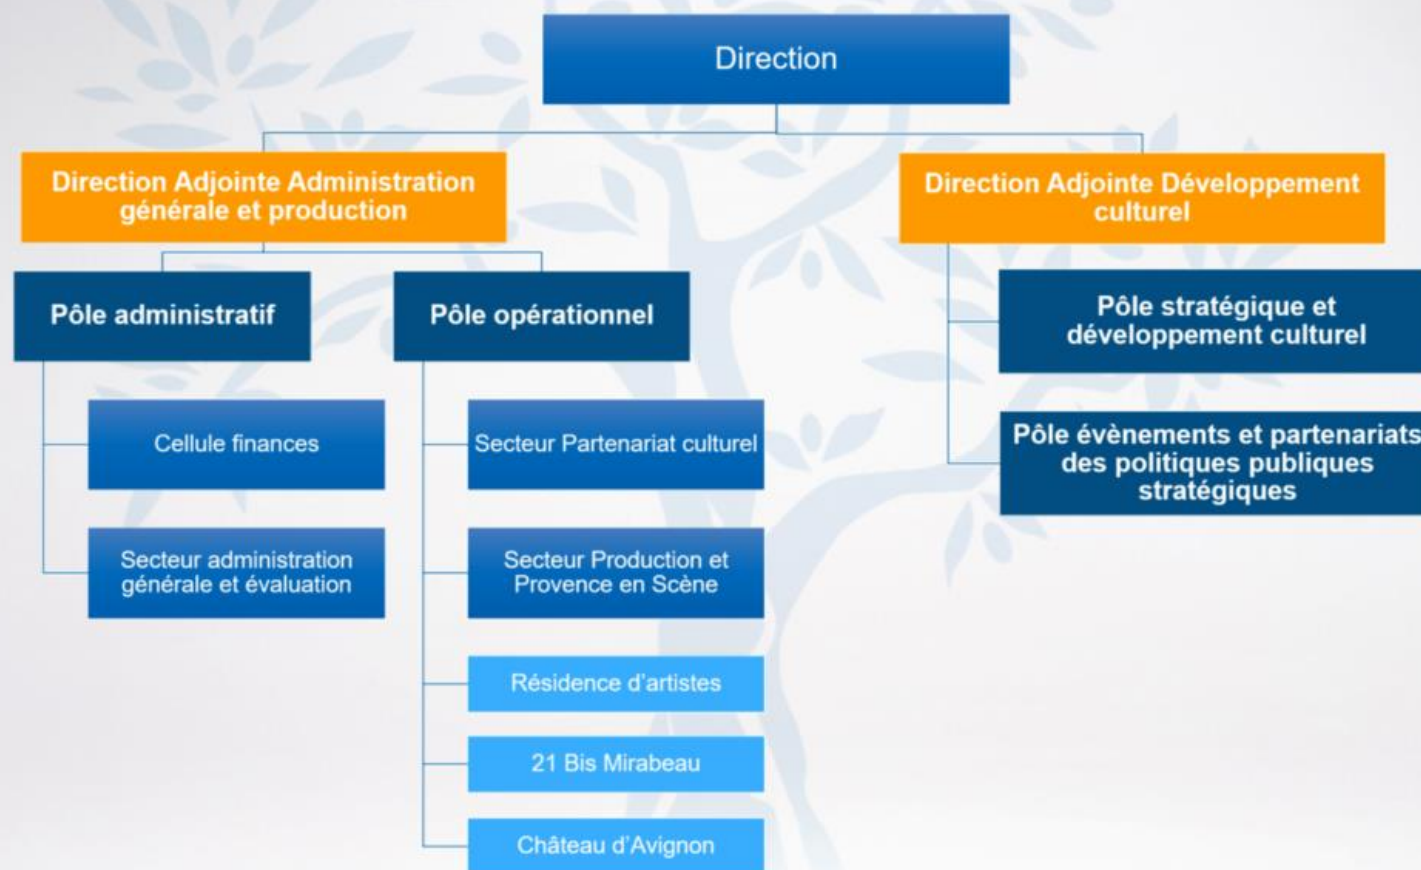 Direction
Direction Adjointe Administration
générale et production
Direction Adjointe Développement
culturel
Pôle administratif
Pôle opérationnel
Pôle stratégique et
développement culturel
Cellule finances
Secteur Partenariat culturel
Pôle évènements et partenariats
des politiques publiques
stratégiques
Secteur administration
générale et évaluation
Secteur Production et
Provence en Scène
Résidence d'artistes
21 Bis Mirabeau
Château d'Avignon